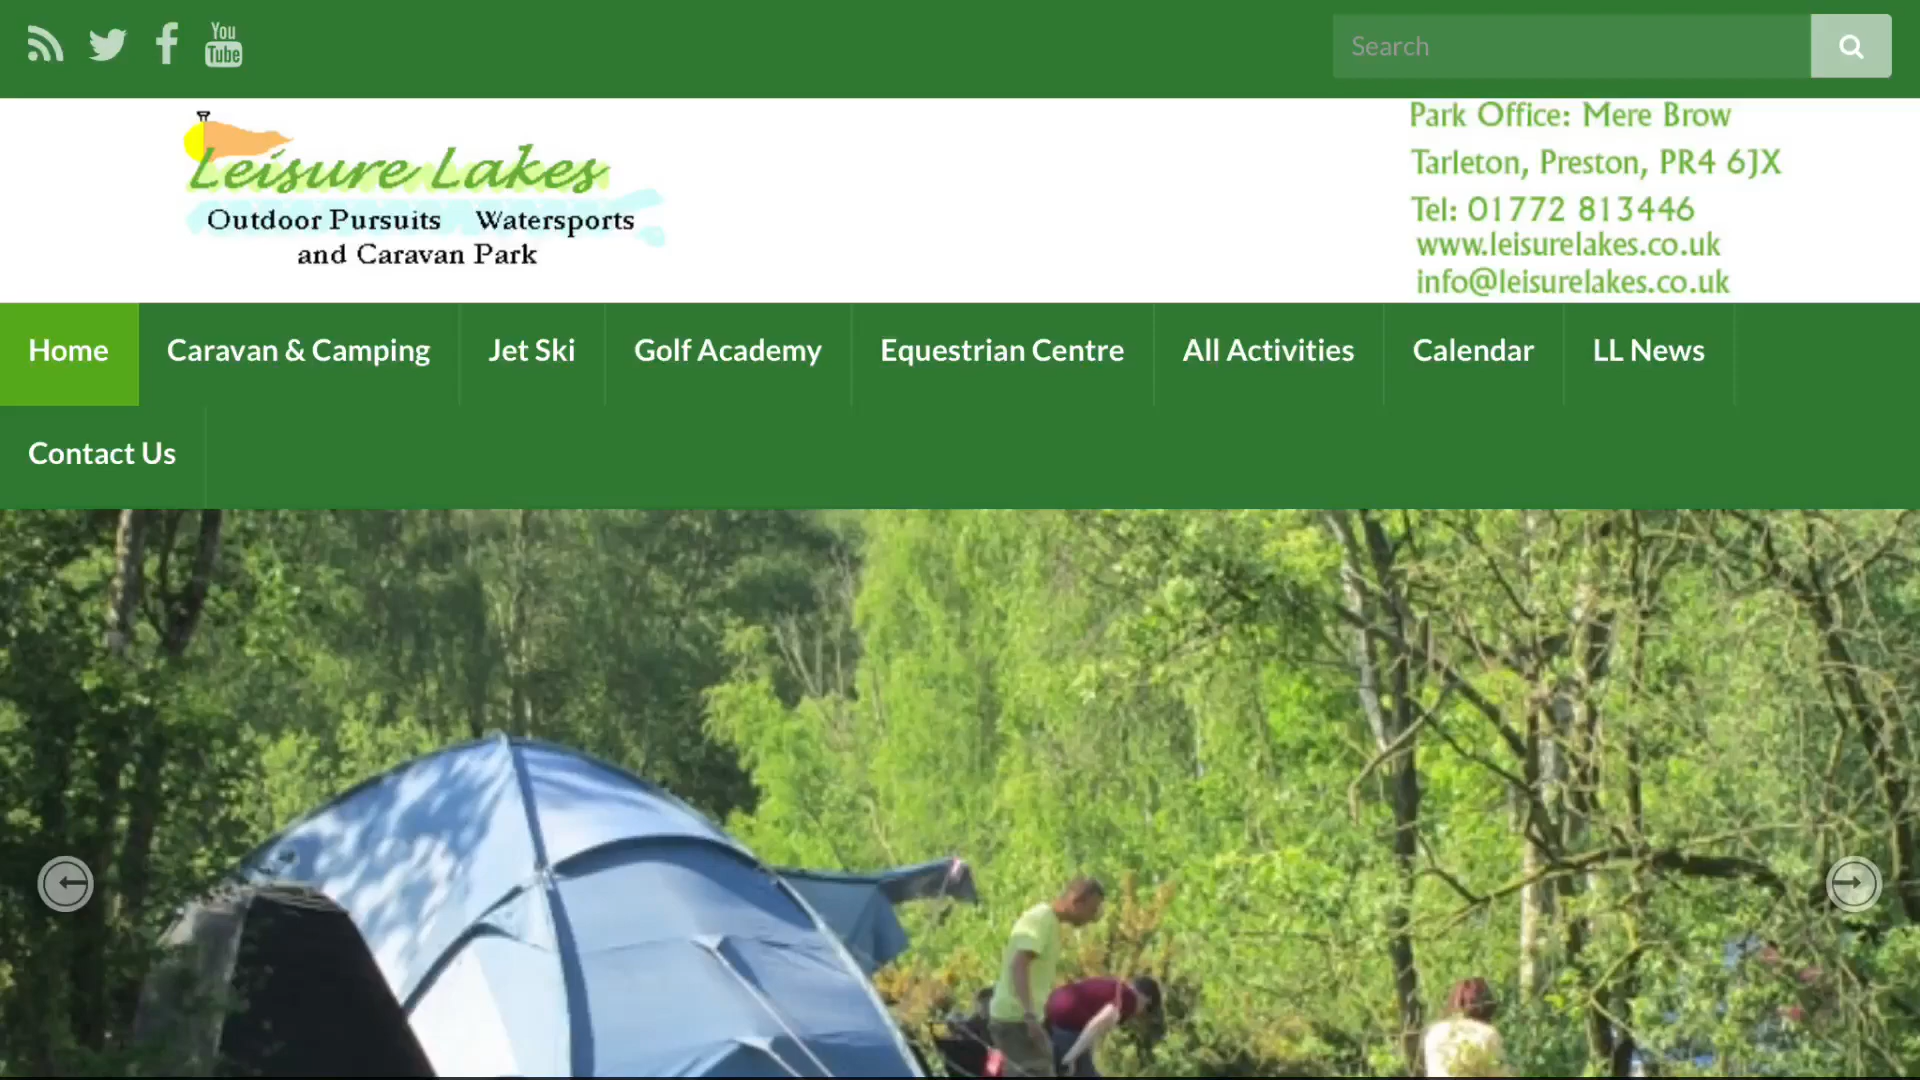 You
Tube
Search
Park Office: Mere Brow
Tarleton, Preston, PR4 6JX
Tel: 01772 813446
www.leisurelakes.co.uk
info@leisurelakes.co.uk
Leisure Lakes
Outdoor Pursuits Watersports
and Caravan Park
Home Caravan & Camping Jet Ski Golf Academy Equestrian Centre All Activities Calendar LL News
Contact Us